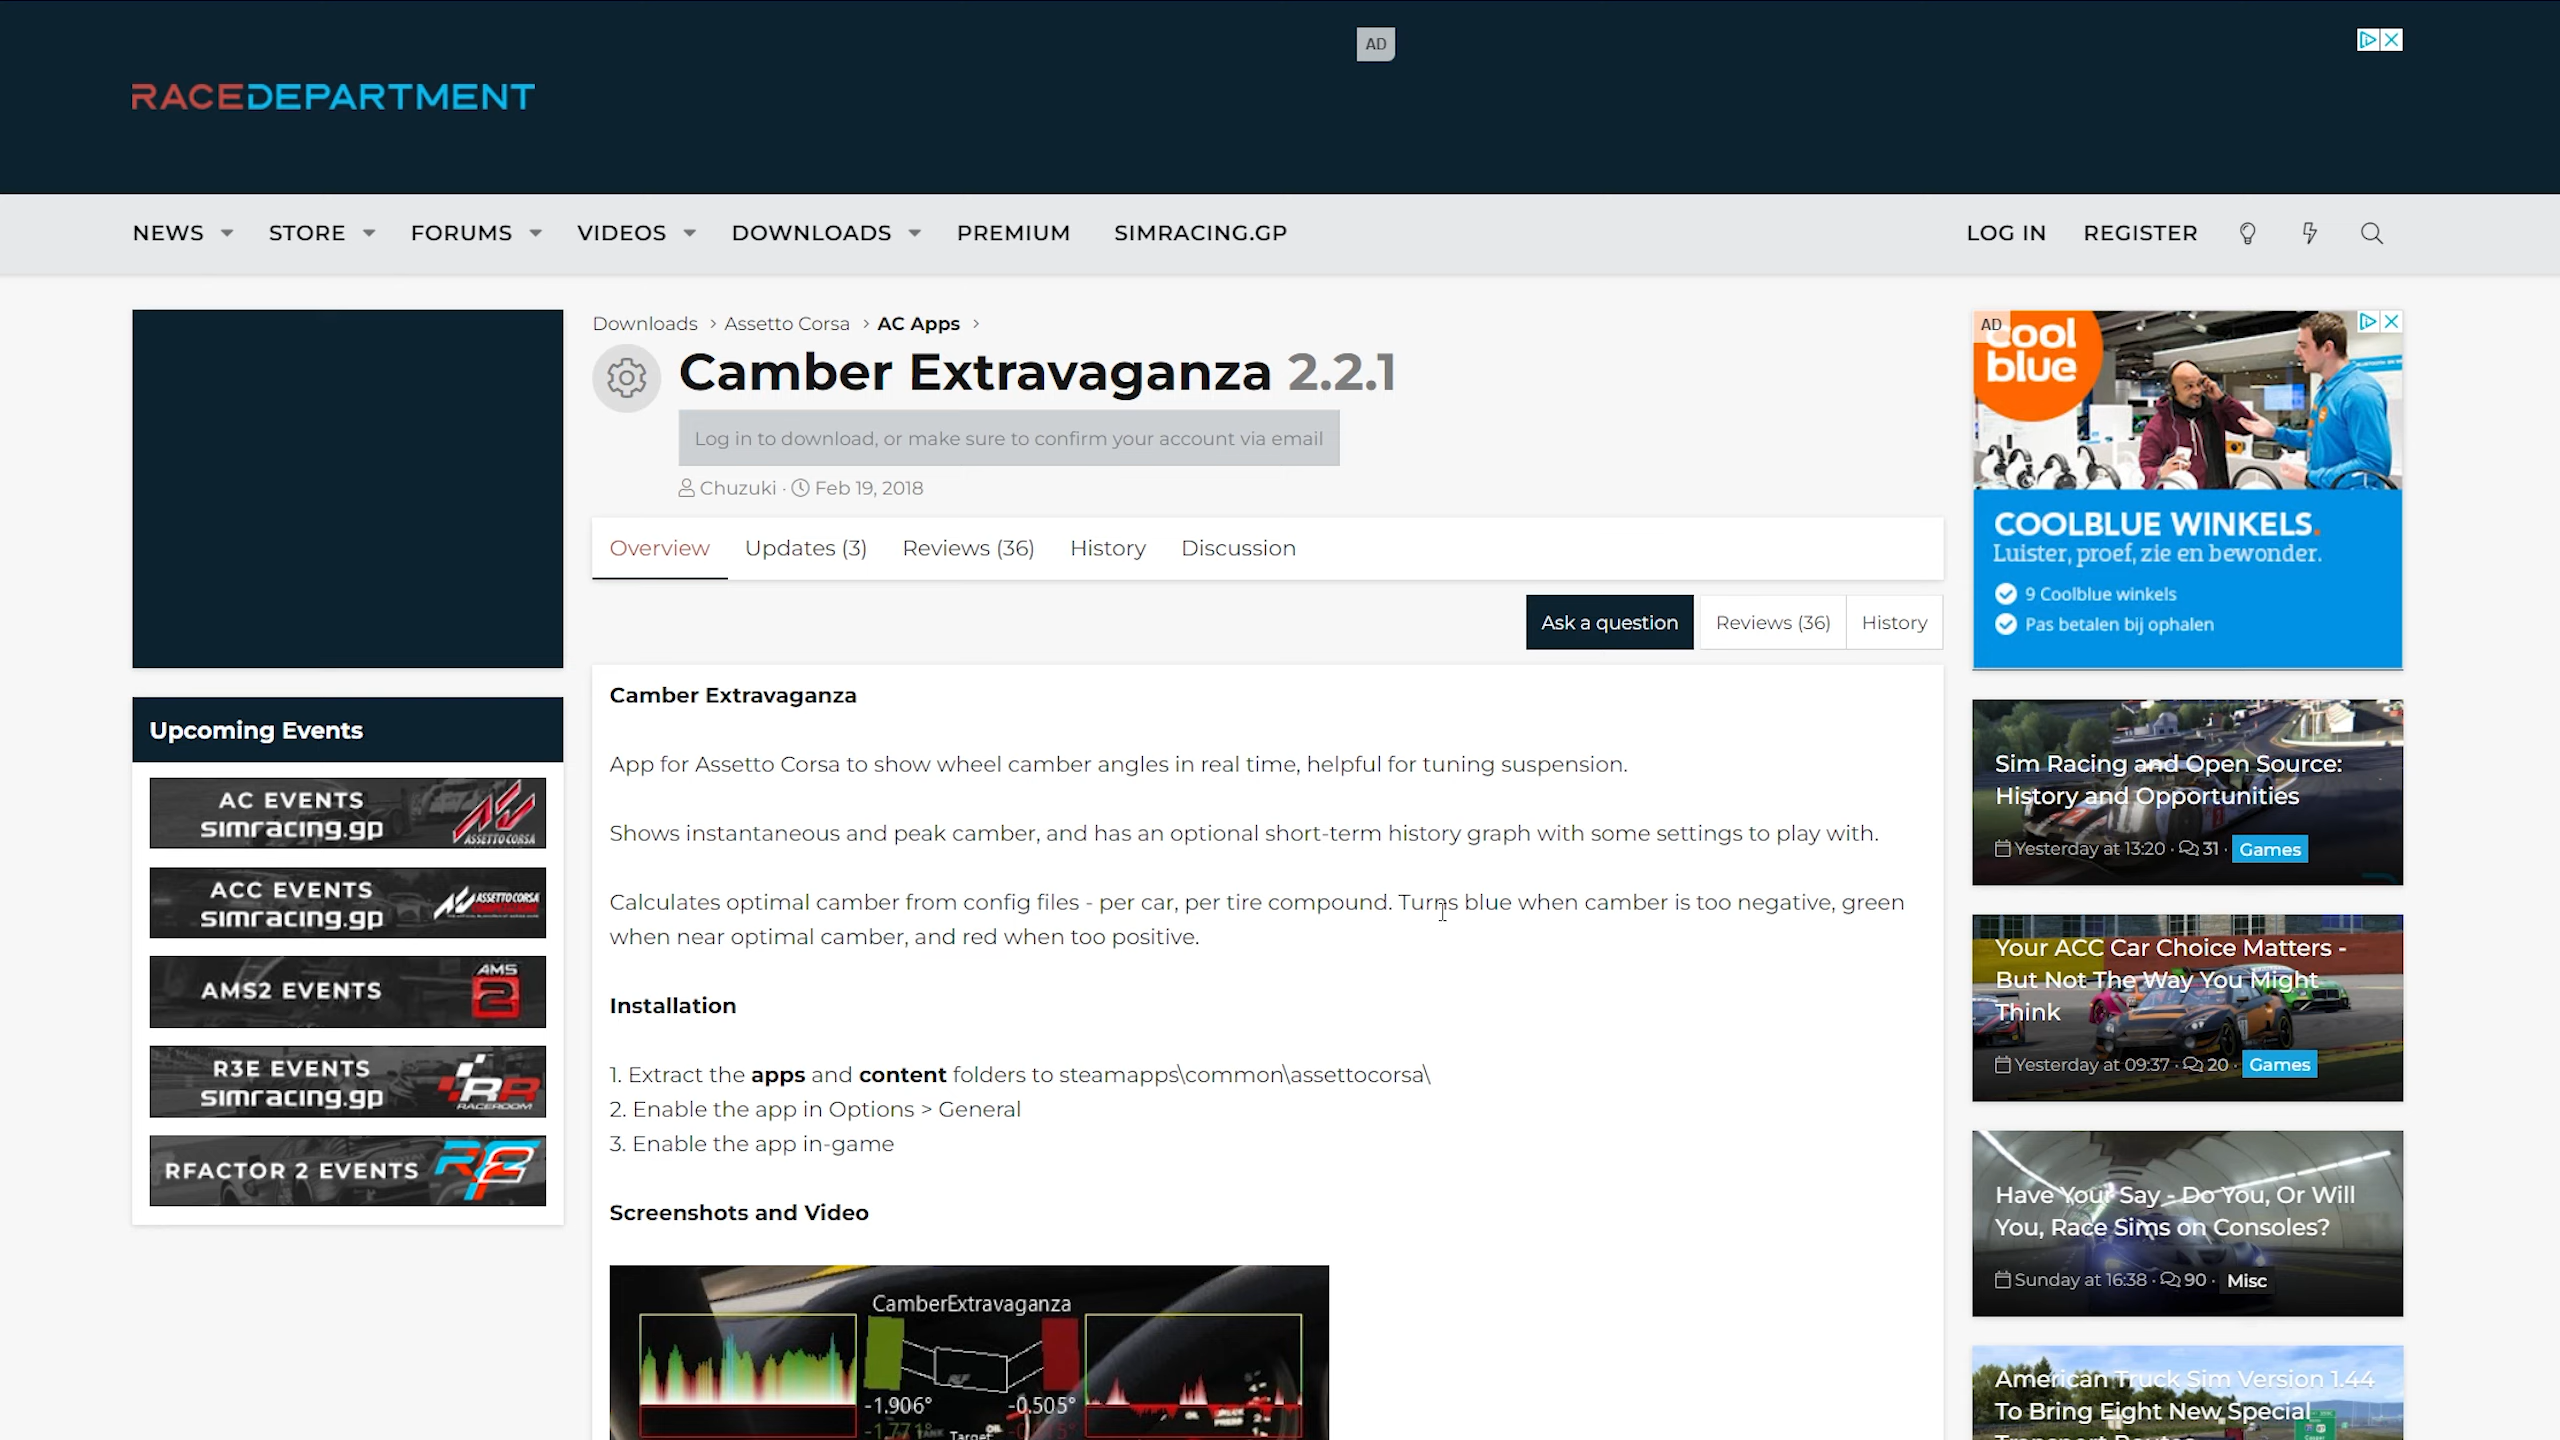 AD
RACEDEPARTMENT
NEWS STORE FORUMS VIDEOS DOWNLOADS PREMIUM SIMRACING.GP LOG IN REGISTER
Downloads > Assetto Corsa > AC Apps >
Camber Extravaganza 2.2.1
Log in to download, or make sure to confirm your account via email
Chuzuki · Feb 19, 2018
Overview Updates (3) Reviews (36) History Discussion
Ask a question Reviews (36) History
Upcoming Events
AC EVENTS
simracing.gp
ASSETTO CORSA
ACC EVENTS
simracing.gp
ASSETTO CORSA
AMS2 EVENTS
AMS
2
R3E EVENTS
simracing.gp
RR
RACEROOM
RFACTOR 2 EVENTS
Camber Extravaganza
App for Assetto Corsa to show wheel camber angles in real time, helpful for tuning suspension.
Shows instantaneous and peak camber, and has an optional short-term history graph with some settings to play with.
Calculates optimal camber from config files - per car, per tire compound. Turns blue when camber is too negative, green
when near optimal camber, and red when too positive.
Installation
1. Extract the apps and content folders to steamapps\common\assettocorsa\
2. Enable the app in Options > General
3. Enable the app in-game
Screenshots and Video
CamberExtravaganza
-1.906° -0.505°
-1.771°
Target
AD
cool
blue
COOLBLUE WINKELS.
Luister, proef, zie en bewonder.
9 Coolblue winkels
Pas betalen bij ophalen
Sim Racing and Open Source:
History and Opportunities
Yesterday at 13:20 · 31 · Games
Your ACC Car Choice Matters -
But Not The Way You Might
Think
Yesterday at 09:37 · 20 · Games
Have Your Say - Do You, Or Will
You, Race Sims on Consoles?
Sunday at 16:38 · 90 · Misc
American Truck Sim Version 1.44
To Bring Eight New Special
Transport Routes